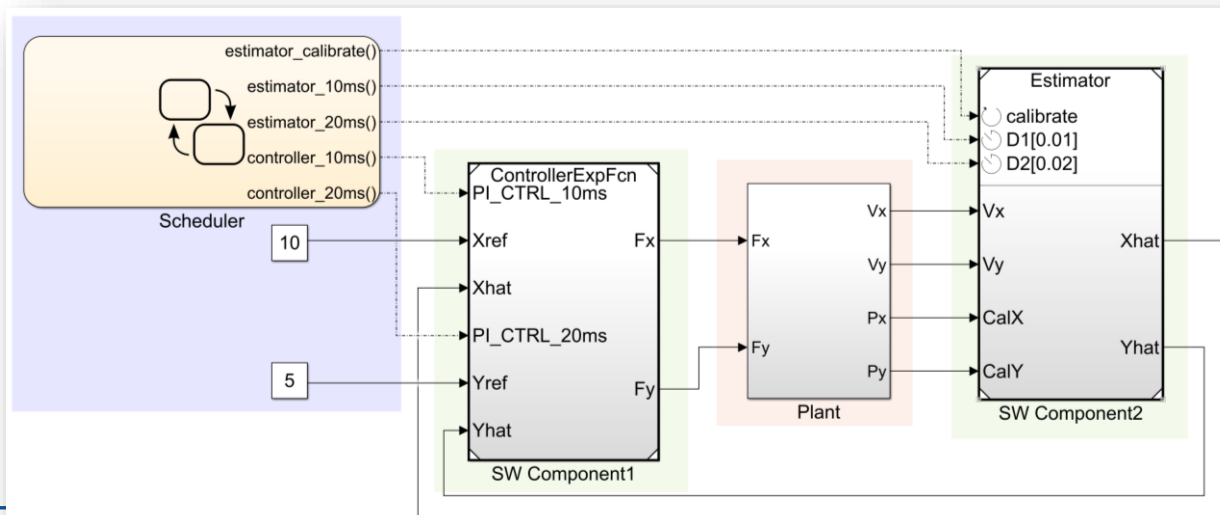 estimator_calibrate()
estimator_10ms()
estimator_20ms()
controller_10ms()
controller_20ms()
Scheduler
10
5
ControllerExpFcn
PI_CTRL_10ms
Xref
Xhat
PI_CTRL_20ms
Yref
Yhat
Fx
Fy
SW Component1
Fx
Fy
Vx
Vy
Px
Py
Plant
Estimator
calibrate
D1[0.01]
D2[0.02]
Vx
Vy
CalX
CalY
Xhat
Yhat
SW Component2